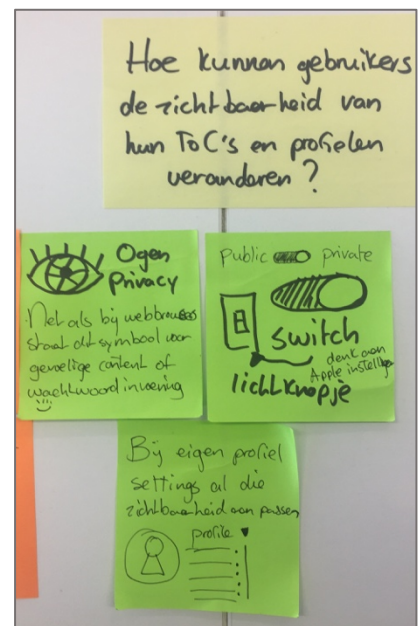 Hoe kunnen gebruikers
de zichtbaarheid van
hun ToC's en profielen
veranderen?
Ogen
Privacy
Net als bij webbrowsers
staat dit symbool voor
gevoelige content of
wachtwoord invoering
public private
switch
denk aan
Apple instelling
lichtknopje
Bij eigen profiel
settings al die
zichtbaarheid aan passen
profile